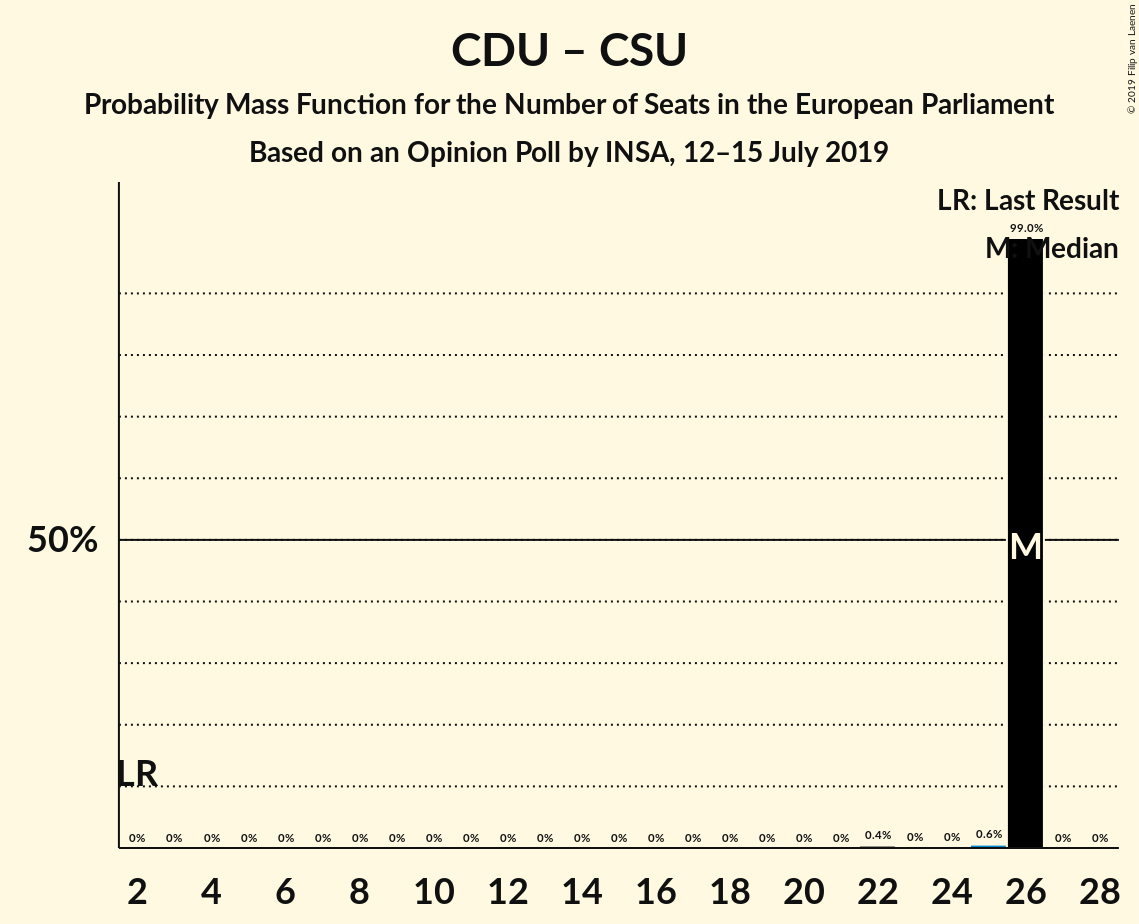 CDU – CSU
Probability Mass Function for the Number of Seats in the European Parliament
Based on an Opinion Poll by INSA, 12–15 July 2019
© 2019 Filip van Laenen
LR: Last Result
M: Median
99.0%
50%
M
LR
0% 0% 0% 0% 0% 0% 0% 0% 0% 0% 0% 0% 0% 0% 0% 0% 0% 0% 0% 0% 0.4% 0% 0% 0.6% 0% 0%
2 4 6 8 10 12 14 16 18 20 22 24 26 28